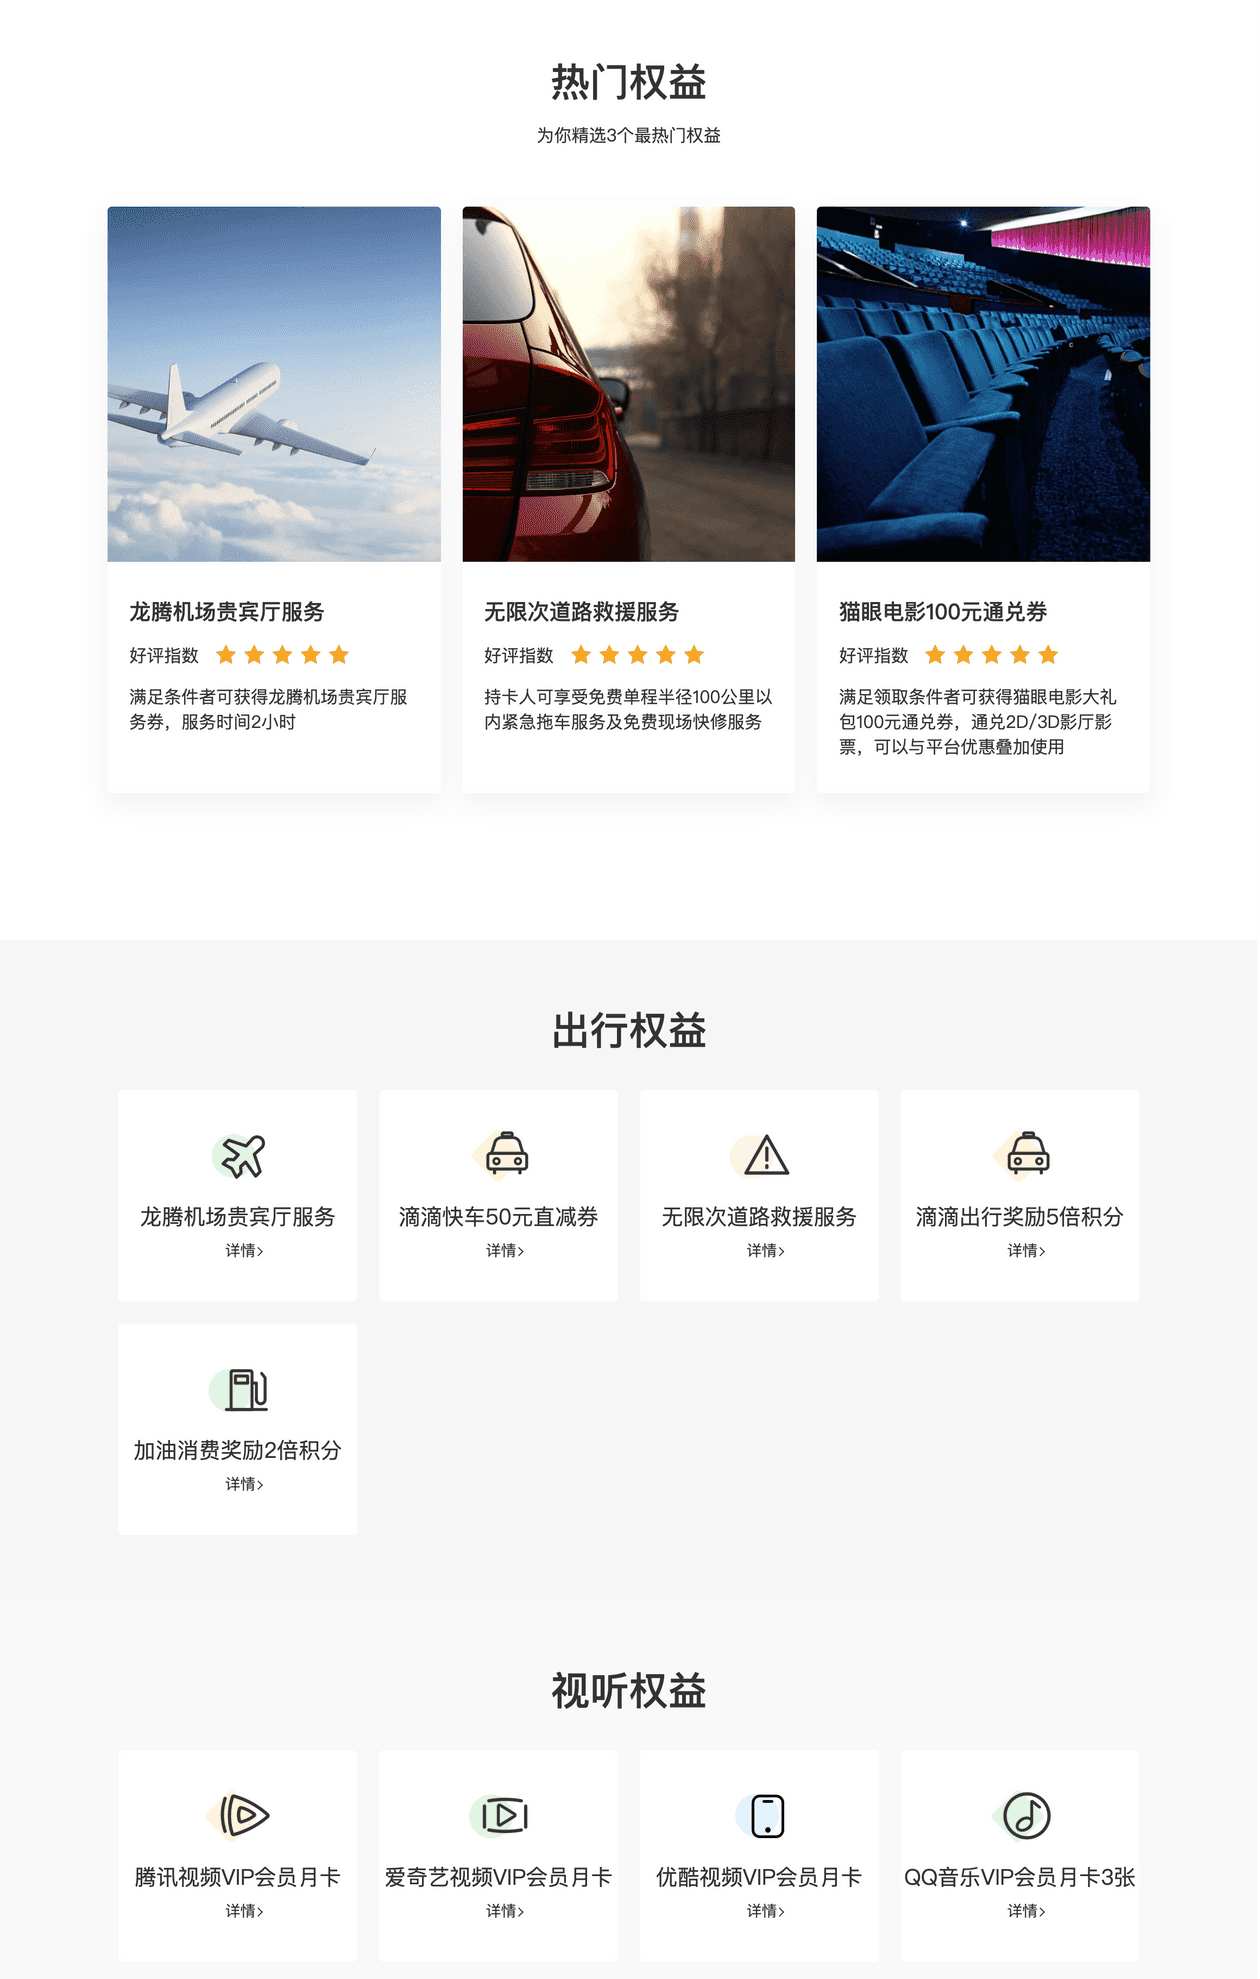 热门权益
为你精选3个最热门权益
龙腾机场贵宾厅服务
好评指数
满足条件者可获得龙腾机场贵宾厅服
务券，服务时间2小时
无限次道路救援服务
好评指数
持卡人可享受免费单程半径100公里以
内紧急拖车服务及免费现场快修服务
猫眼电影100元通兑券
好评指数
满足领取条件者可获得猫眼电影大礼
包100元通兑券，通兑2D/3D影厅影
票，可以与平台优惠叠加使用
出行权益
龙腾机场贵宾厅服务
详情>
滴滴快车50元直减券
详情>
无限次道路救援服务
详情>
滴滴出行奖励5倍积分
详情>
加油消费奖励2倍积分
详情>
视听权益
腾讯视频VIP会员月卡
详情>
爱奇艺视频VIP会员月卡
详情>
优酷视频VIP会员月卡
详情>
QQ音乐VIP会员月卡3张
详情>